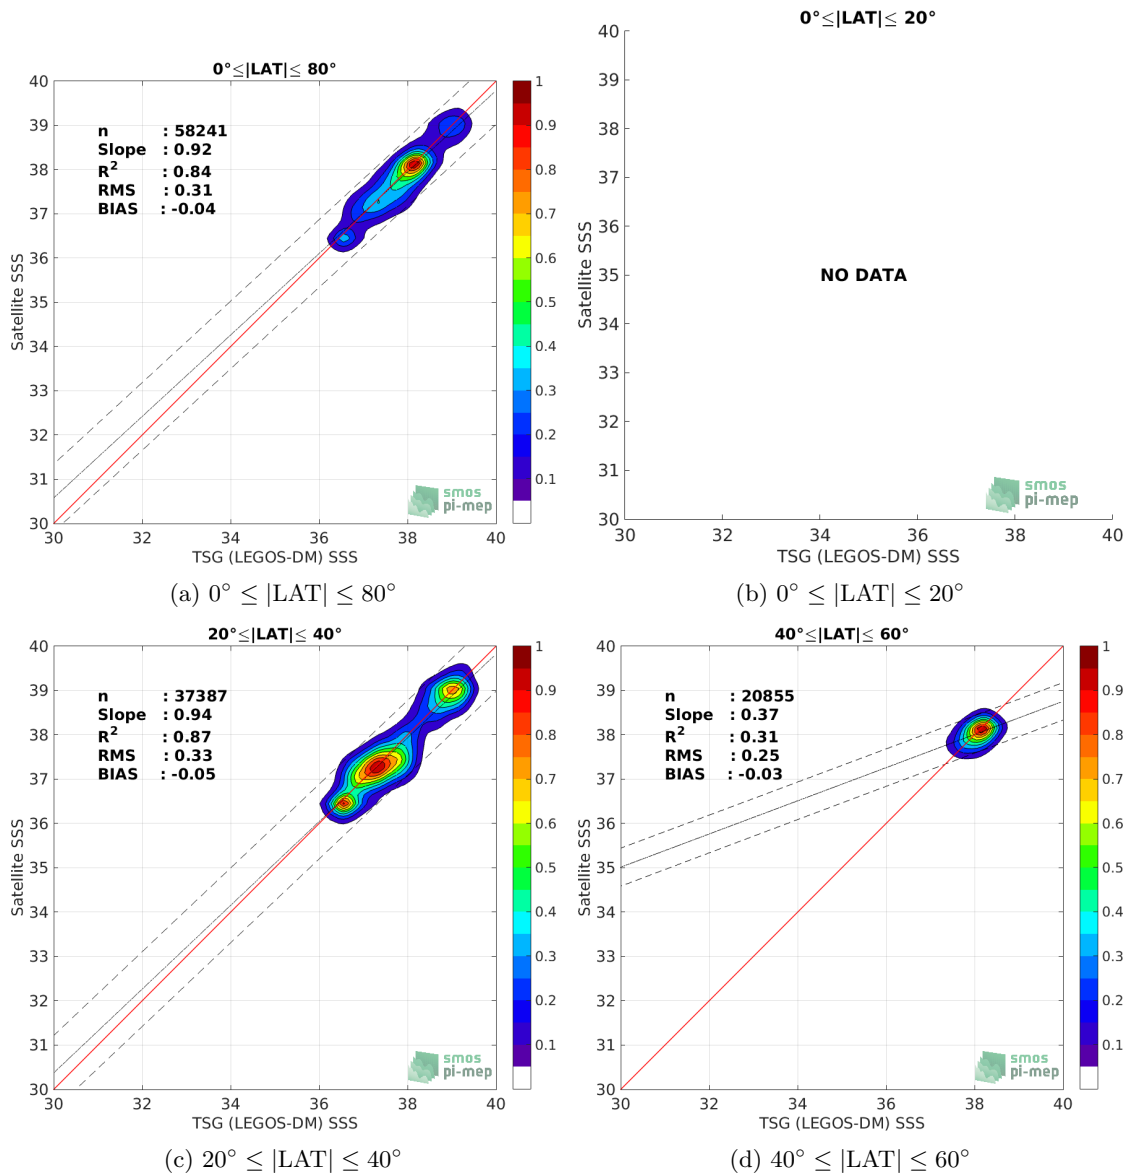 0°≤|LAT|≤ 80°
n : 58241
Slope : 0.92
R² : 0.84
RMS : 0.31
BIAS : -0.04
Satellite SSS
40
39
38
37
36
35
34
33
32
31
30
30 32 34 36 38 40
TSG (LEGOS-DM) SSS
1
0.9
0.8
0.7
0.6
0.5
0.4
0.3
0.2
0.1
smos
pi-mep
(a) 0° ≤ |LAT| ≤ 80°
0°≤|LAT|≤ 20°
Satellite SSS
40
39
38
37
36
35
34
33
32
31
30
NO DATA
30 32 34 36 38 40
TSG (LEGOS-DM) SSS
smos
pi-mep
(b) 0° ≤ |LAT| ≤ 20°
20°≤|LAT|≤ 40°
n : 37387
Slope : 0.94
R² : 0.87
RMS : 0.33
BIAS : -0.05
Satellite SSS
40
39
38
37
36
35
34
33
32
31
30
30 32 34 36 38 40
TSG (LEGOS-DM) SSS
1
0.9
0.8
0.7
0.6
0.5
0.4
0.3
0.2
0.1
smos
pi-mep
(c) 20° ≤ |LAT| ≤ 40°
40°≤|LAT|≤ 60°
n : 20855
Slope : 0.37
R² : 0.31
RMS : 0.25
BIAS : -0.03
Satellite SSS
40
39
38
37
36
35
34
33
32
31
30
30 32 34 36 38 40
TSG (LEGOS-DM) SSS
1
0.9
0.8
0.7
0.6
0.5
0.4
0.3
0.2
0.1
smos
pi-mep
(d) 40° ≤ |LAT| ≤ 60°